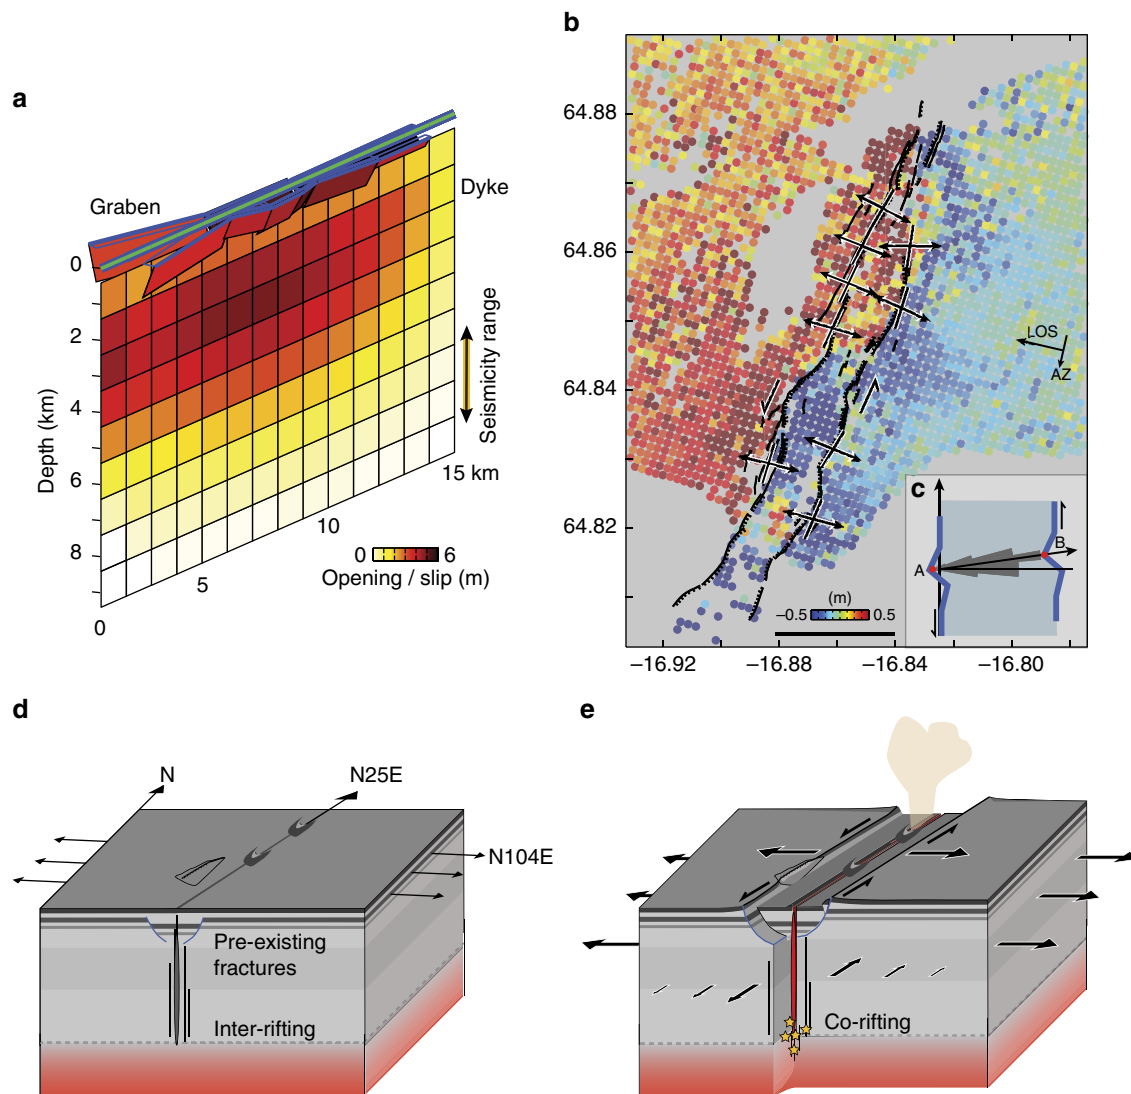 a
Graben
Dyke
0
2
4
6
8
Depth (km)
Seismicity range
15 km
10
5
0
0 6
Opening / slip (m)
b
64.88
64.86
64.84
64.82
LOS
AZ
(m)
−0.5 0.5
−16.92 −16.88 −16.84 −16.80
c
A
B
d
N
N25E
N104E
Pre-existing
fractures
Inter-rifting
e
Co-rifting